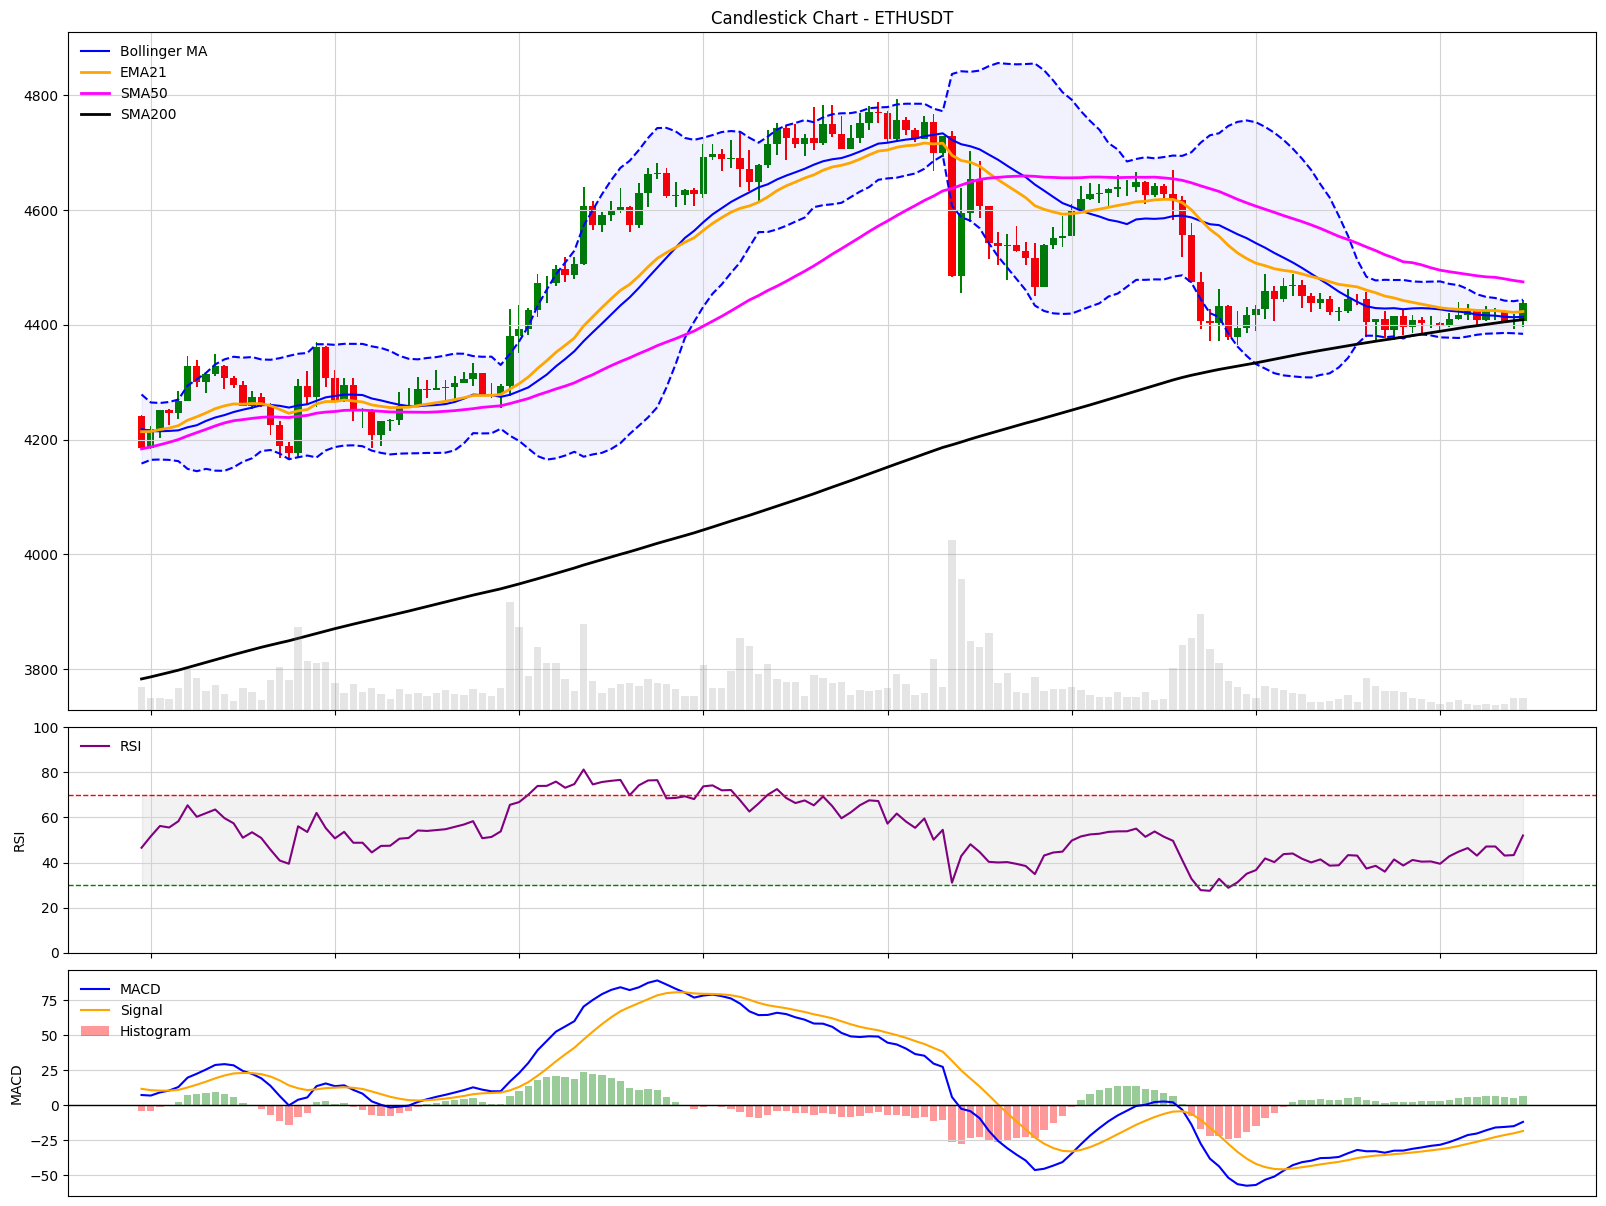 Candlestick Chart - ETHUSDT
Bollinger MA
EMA21
SMA50
SMA200
4800
4600
4400
4200
4000
3800
RSI
100
80
60
40
20
0
RSI
MACD
Signal
Histogram
75
50
25
0
−25
−50
MACD